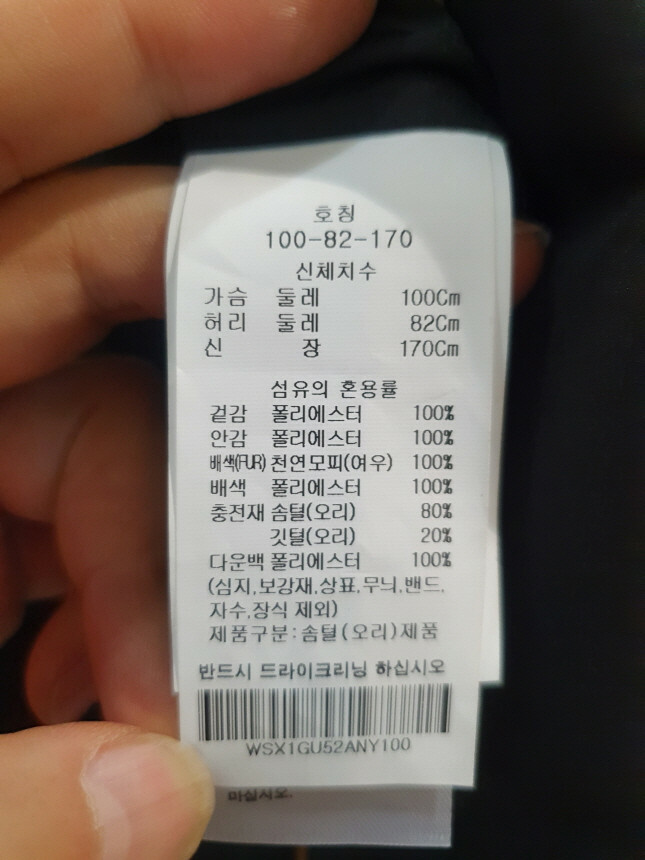 호칭
100-82-170
신체치수
가슴 둘레 100Cm
허리 둘레 82Cm
신 장 170Cm
섬유의 혼용률
겉감 폴리에스터 100%
안감 폴리에스터 100%
배색(FUR) 천연모피(여우) 100%
배색 폴리에스터 100%
충전재 솜털(오리) 80%
깃털(오리) 20%
다운백 폴리에스터 100%
(심지,보강재,상표,무늬,밴드,
자수,장식 제외)
제품구분:솜털(오리)제품
반드시 드라이크리닝 하십시오
WSX1GU52ANY100
마십시오.